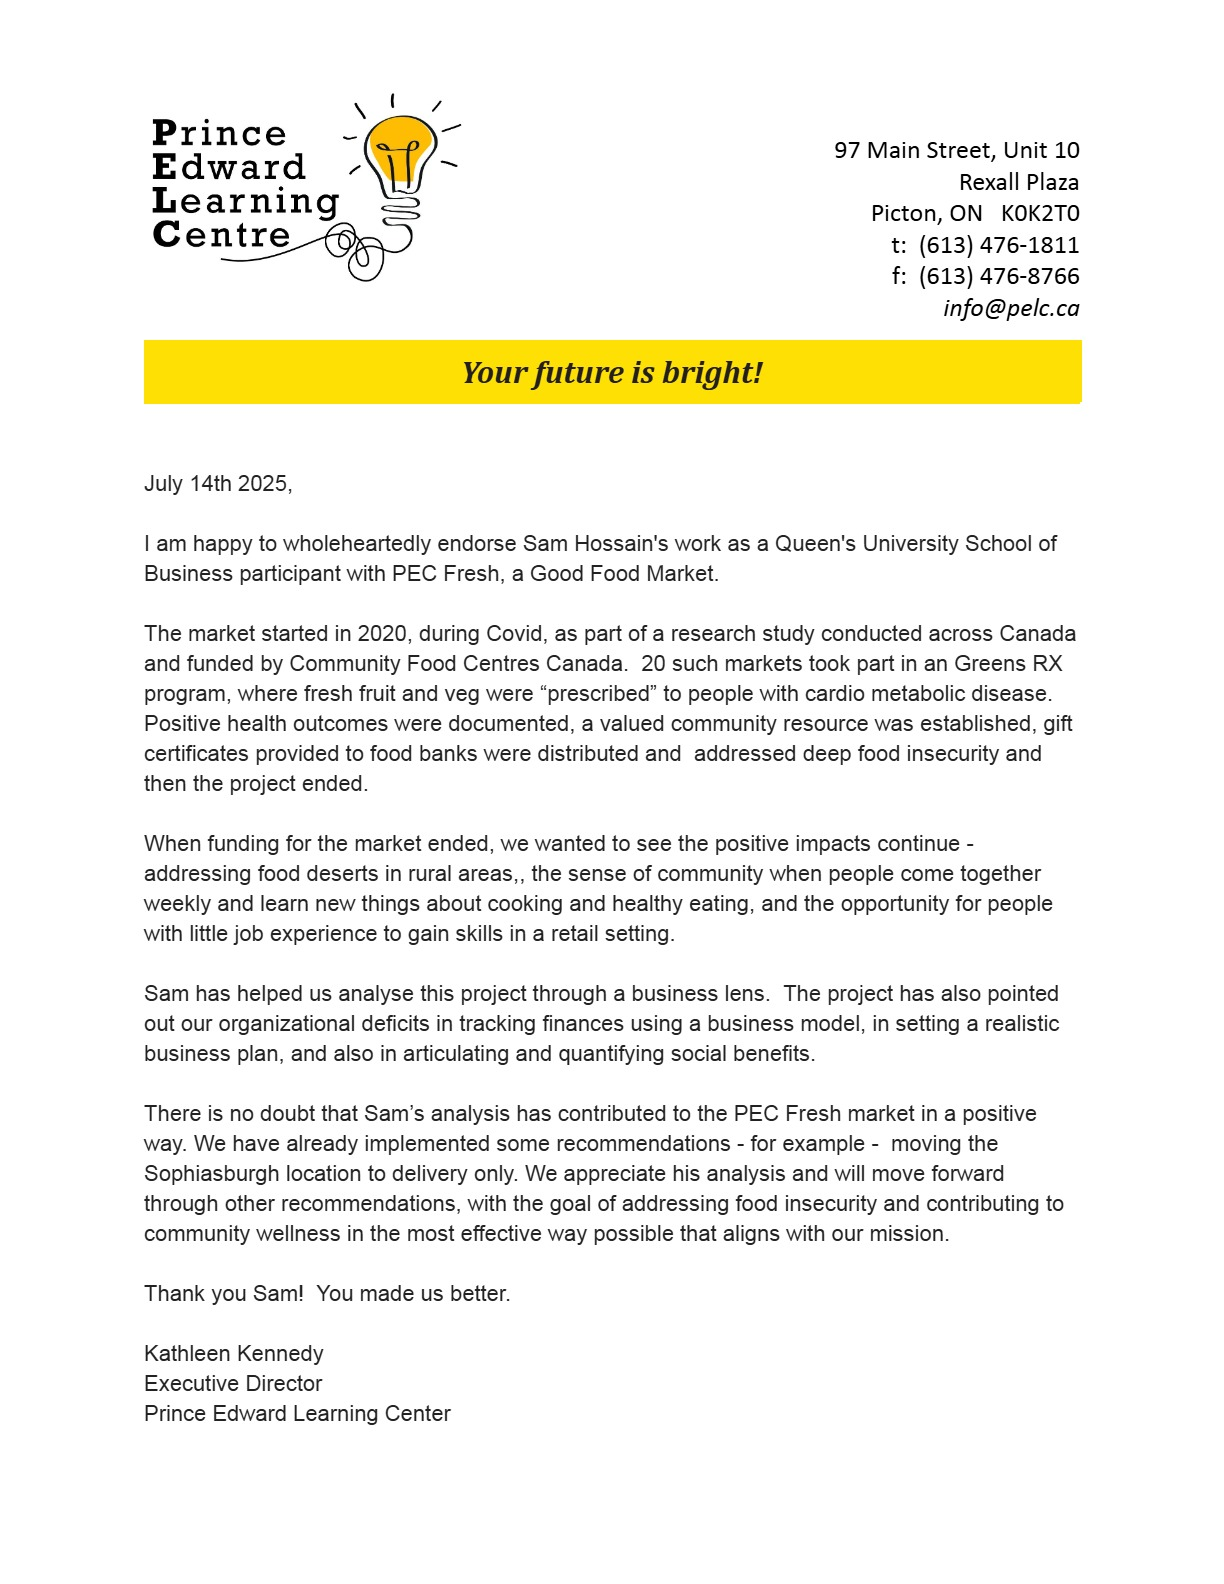 Prince
Edward
Learning
Centre
97 Main Street, Unit 10
Rexall Plaza
Picton, ON   K0K2T0
t:  (613) 476-1811
f:  (613) 476-8766
info@pelc.ca
Your future is bright!
July 14th 2025,
I am happy to wholeheartedly endorse Sam Hossain's work as a Queen's University School of
Business participant with PEC Fresh, a Good Food Market.
The market started in 2020, during Covid, as part of a research study conducted across Canada
and funded by Community Food Centres Canada.  20 such markets took part in an Greens RX
program, where fresh fruit and veg were “prescribed” to people with cardio metabolic disease.
Positive health outcomes were documented, a valued community resource was established, gift
certificates provided to food banks were distributed and  addressed deep food insecurity and
then the project ended.
When funding for the market ended, we wanted to see the positive impacts continue -
addressing food deserts in rural areas,, the sense of community when people come together
weekly and learn new things about cooking and healthy eating, and the opportunity for people
with little job experience to gain skills in a retail setting.
Sam has helped us analyse this project through a business lens.  The project has also pointed
out our organizational deficits in tracking finances using a business model, in setting a realistic
business plan, and also in articulating and quantifying social benefits.
There is no doubt that Sam’s analysis has contributed to the PEC Fresh market in a positive
way. We have already implemented some recommendations - for example -  moving the
Sophiasburgh location to delivery only. We appreciate his analysis and will move forward
through other recommendations, with the goal of addressing food insecurity and contributing to
community wellness in the most effective way possible that aligns with our mission.
Thank you Sam!  You made us better.
Kathleen Kennedy
Executive Director
Prince Edward Learning Center